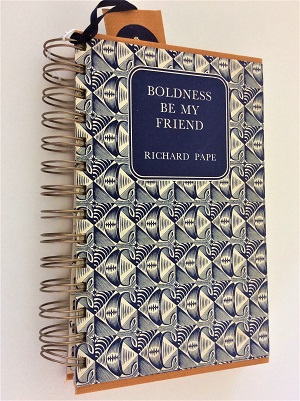 BOLDNESS
BE MY
FRIEND
RICHARD PAPE